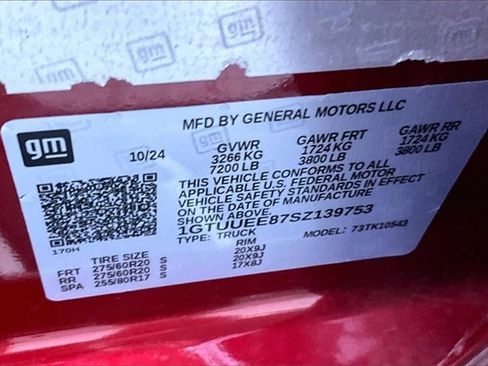 gm
MFD BY GENERAL MOTORS LLC
gm
10/24
GVWR GAWR FRT GAWR RR
3266 KG 1724 KG 1724 KG
7200 LB 3800 LB 3800 LB
THIS VEHICLE CONFORMS TO ALL
APPLICABLE U.S. FEDERAL MOTOR
VEHICLE SAFETY STANDARDS IN EFFECT
ON THE DATE OF MANUFACTURE
SHOWN ABOVE.
1GTUUEE87SZ139753
TYPE: TRUCK MODEL: 73TK10543
170H
TIRE SIZE RIM
FRT 275/60R20 S 20X9J
RR 275/60R20 S 20X9J
SPA 255/80R17 S 17X8J